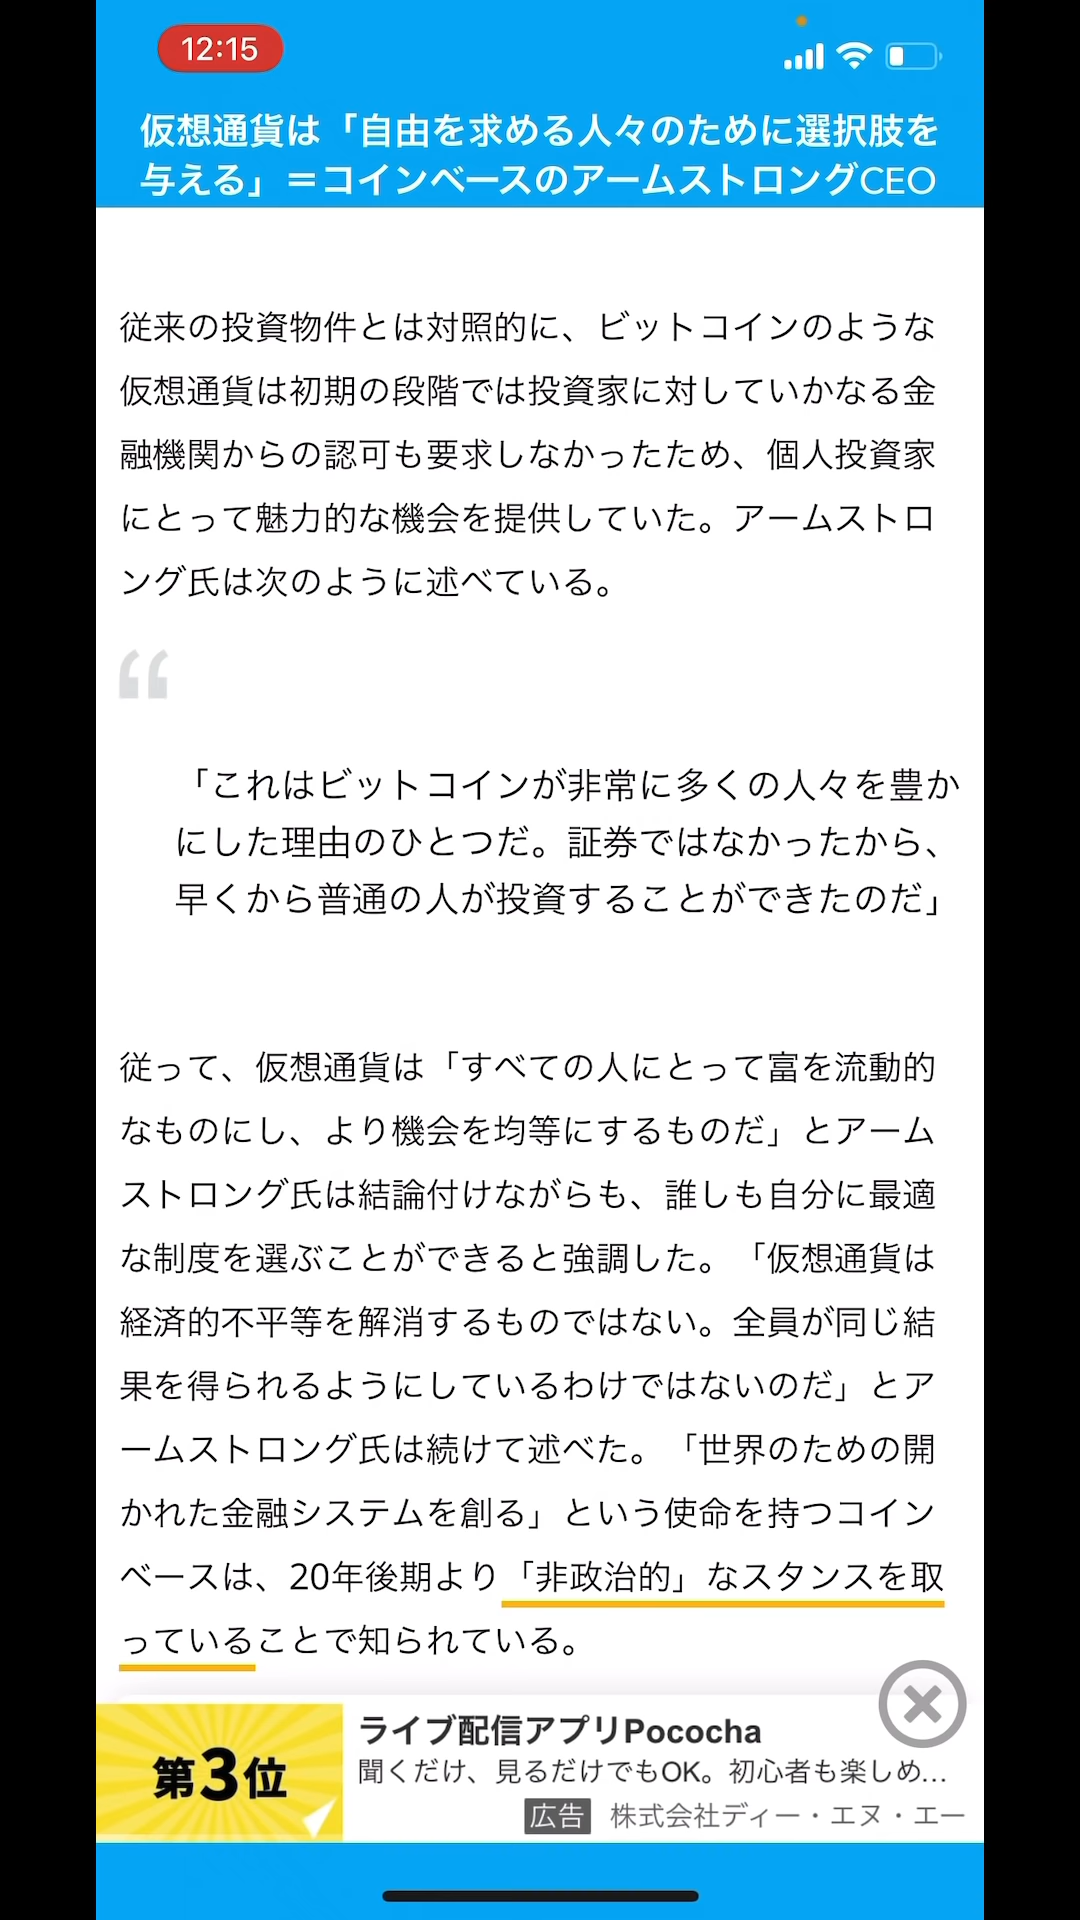 12:15
仮想通貨は「自由を求める人々のために選択肢を
与える」＝コインベースのアームストロングCEO
従来の投資物件とは対照的に、ビットコインのような
仮想通貨は初期の段階では投資家に対していかなる金
融機関からの認可も要求しなかったため、個人投資家
にとって魅力的な機会を提供していた。アームストロ
ング氏は次のように述べている。
“
「これはビットコインが非常に多くの人々を豊か
にした理由のひとつだ。証券ではなかったから、
早くから普通の人が投資することができたのだ」
従って、仮想通貨は「すべての人にとって富を流動的
なものにし、より機会を均等にするものだ」とアーム
ストロング氏は結論付けながらも、誰しも自分に最適
な制度を選ぶことができると強調した。「仮想通貨は
経済的不平等を解消するものではない。全員が同じ結
果を得られるようにしているわけではないのだ」とア
ームストロング氏は続けて述べた。「世界のための開
かれた金融システムを創る」という使命を持つコイン
ベースは、20年後期より「非政治的」なスタンスを取
っていることで知られている。
第3位
ライブ配信アプリPococha
聞くだけ、見るだけでもOK。初心者も楽しめ...
広告 株式会社ディー・エヌ・エー